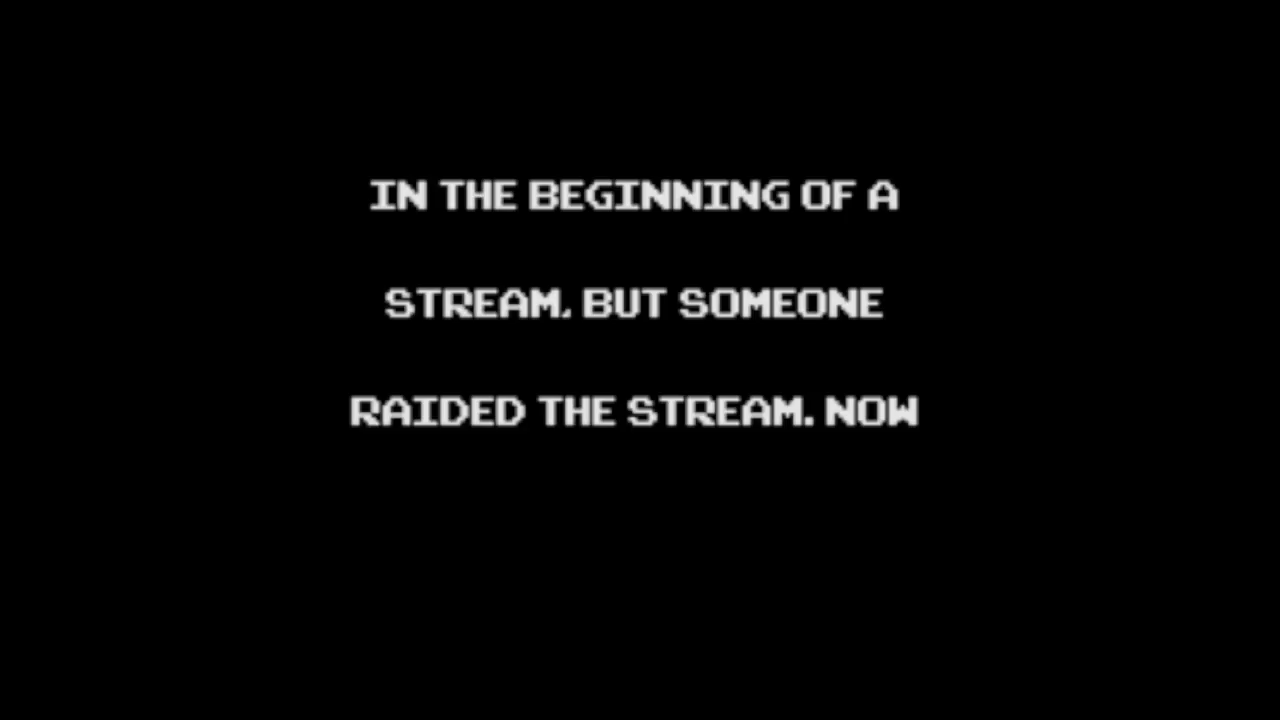 IN THE BEGINNING OF A
STREAM, BUT SOMEONE
RAIDED THE STREAM. NOW